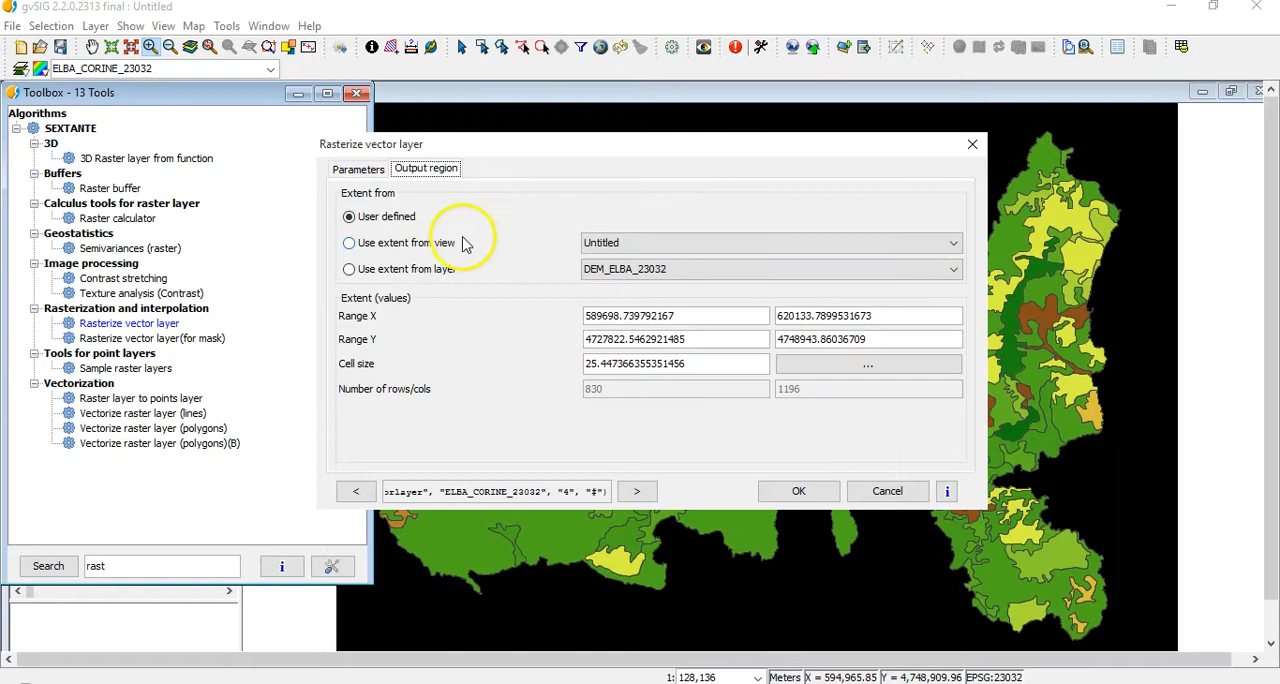 gvSIG 2.2.0.2313 final : Untitled
File Selection Layer Show View Map Tools Window Help
ELBA_CORINE_23032
Toolbox - 13 Tools
Algorithms
SEXTANTE
3D
3D Raster layer from function
Buffers
Raster buffer
Calculus tools for raster layer
Raster calculator
Geostatistics
Semivariances (raster)
Image processing
Contrast stretching
Texture analysis (Contrast)
Rasterization and interpolation
Rasterize vector layer
Rasterize vector layer(for mask)
Tools for point layers
Sample raster layers
Vectorization
Raster layer to points layer
Vectorize raster layer (lines)
Vectorize raster layer (polygons)
Vectorize raster layer (polygons)(B)
Search rast
Rasterize vector layer
Parameters Output region
Extent from
User defined
Use extent from view Untitled
Use extent from layer DEM_ELBA_23032
Extent (values)
Range X 589698.739792167 620133.7899531673
Range Y 4727822.5462921485 4748943.86036709
Cell size 25.447366355351456 ...
Number of rows/cols 830 1196
< orlayer", "ELBA_CORINE_23032", "4", "#") > OK Cancel
1: 128,136 Meters X = 594,965.85 Y = 4,748,909.96 EPSG:23032